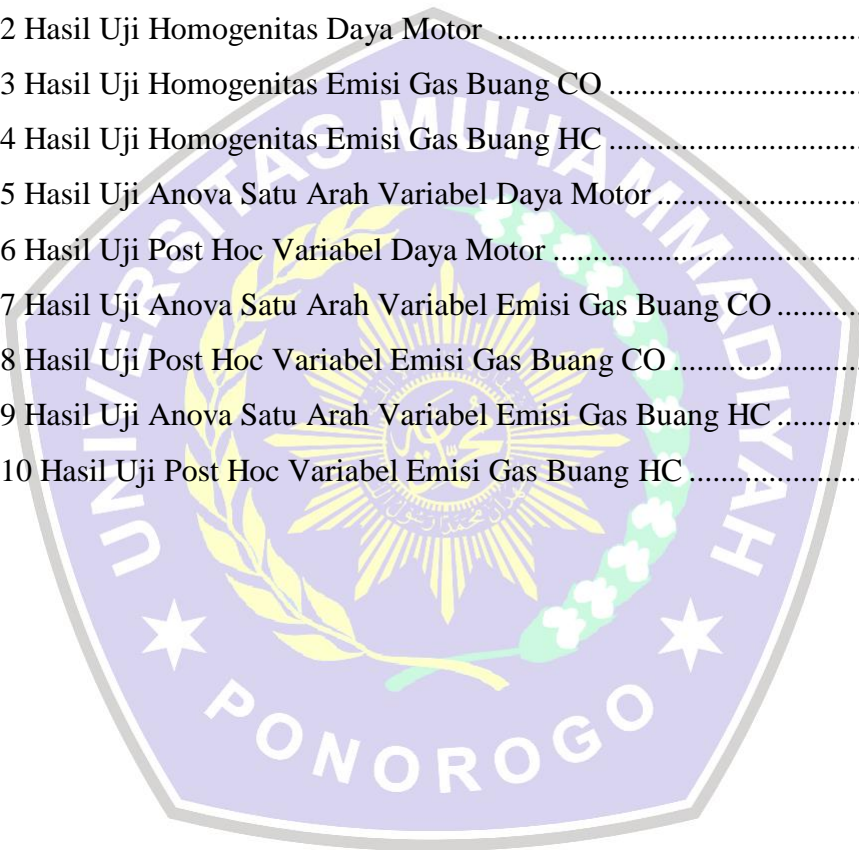 2 Hasil Uji Homogenitas Daya Motor ..........................................
3 Hasil Uji Homogenitas Emisi Gas Buang CO .............................
4 Hasil Uji Homogenitas Emisi Gas Buang HC .............................
5 Hasil Uji Anova Satu Arah Variabel Daya Motor .......................
6 Hasil Uji Post Hoc Variabel Daya Motor ...................................
7 Hasil Uji Anova Satu Arah Variabel Emisi Gas Buang CO ...........
8 Hasil Uji Post Hoc Variabel Emisi Gas Buang CO .....................
9 Hasil Uji Anova Satu Arah Variabel Emisi Gas Buang HC ...........
10 Hasil Uji Post Hoc Variabel Emisi Gas Buang HC ...................
UNIVERSITAS MUHAMMADIYAH
PONOROGO